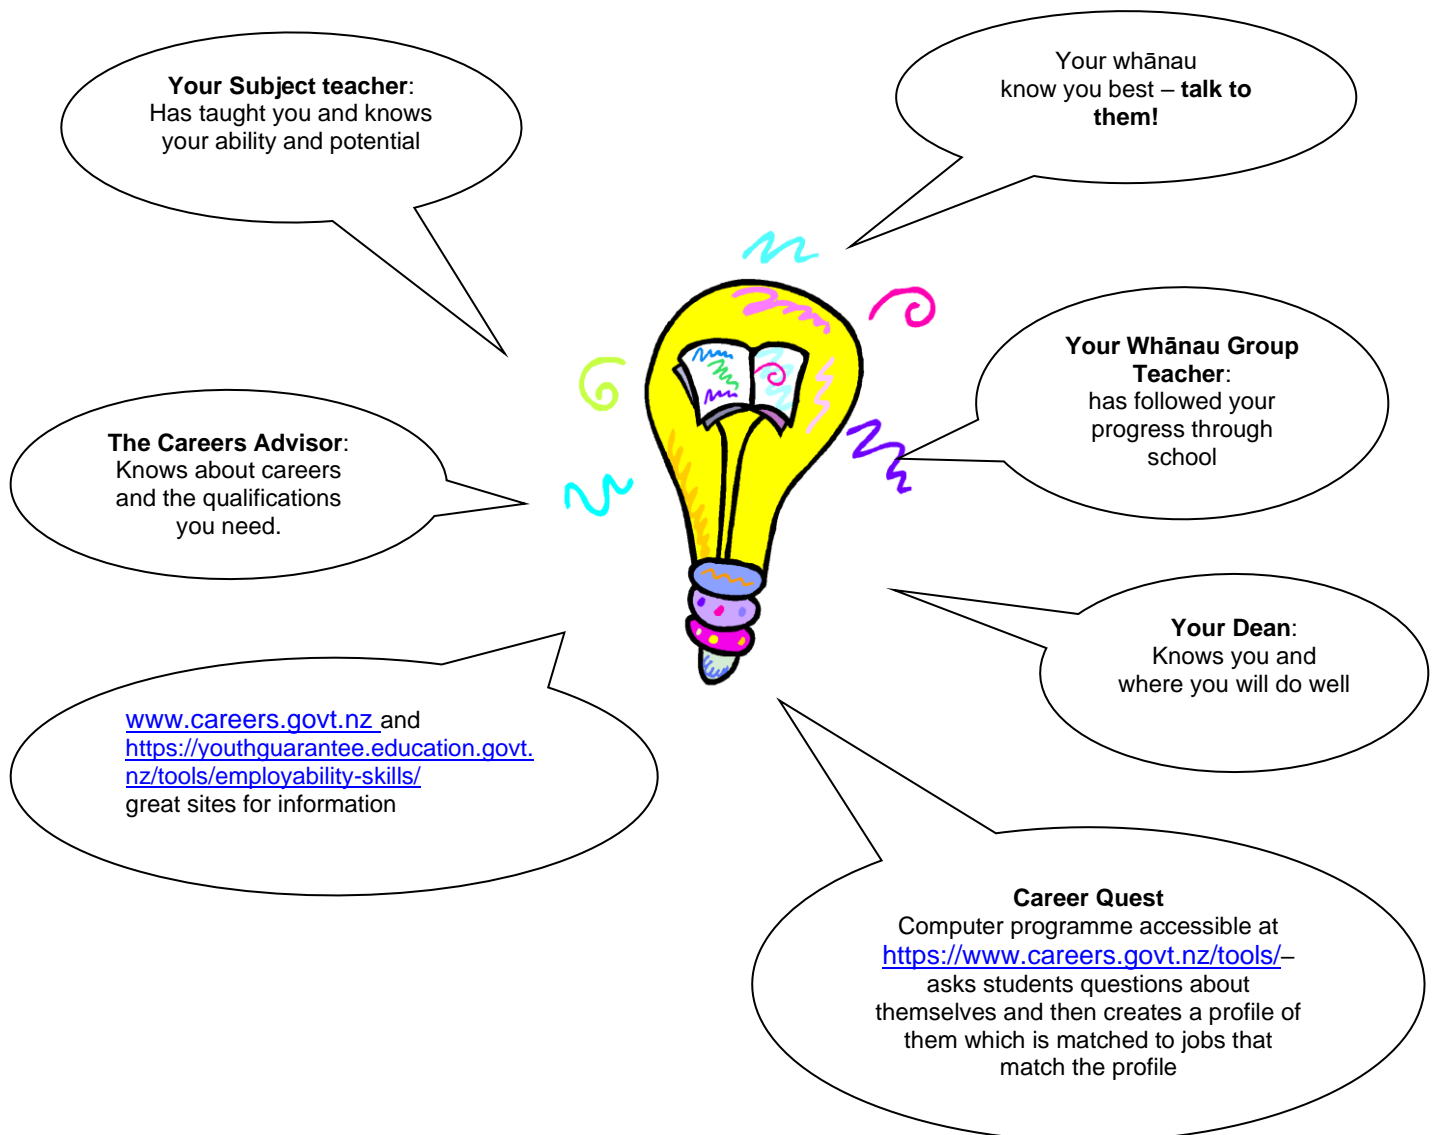 Your Subject teacher:
Has taught you and knows
your ability and potential
Your whānau
know you best – talk to
them!
Your Whānau Group
Teacher:
has followed your
progress through
school
The Careers Advisor:
Knows about careers
and the qualifications
you need.
Your Dean:
Knows you and
where you will do well
www.careers.govt.nz and
https://youthguarantee.education.govt.
nz/tools/employability-skills/
great sites for information
Career Quest
Computer programme accessible at
https://www.careers.govt.nz/tools/–
asks students questions about
themselves and then creates a profile of
them which is matched to jobs that
match the profile